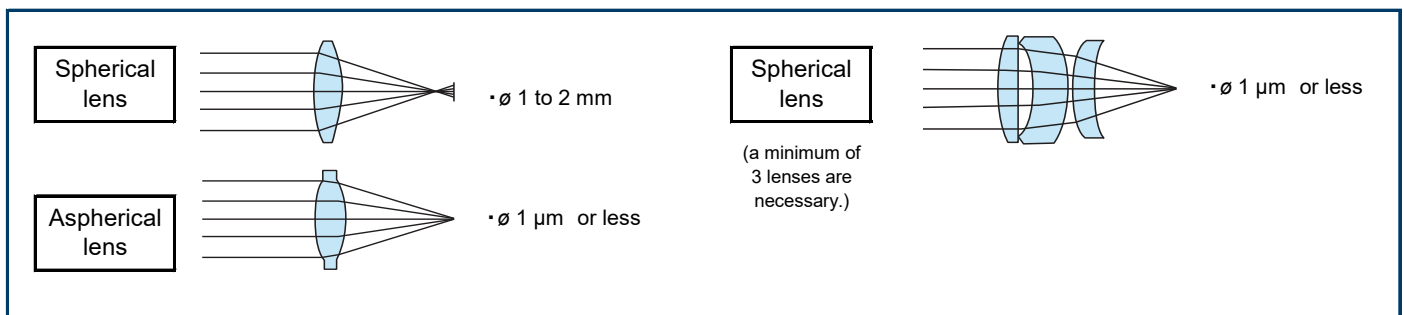 Spherical
lens
・ø 1 to 2 mm
Aspherical
lens
・ø 1 µm or less
Spherical
lens
(a minimum of
3 lenses are
necessary.)
・ø 1 µm or less